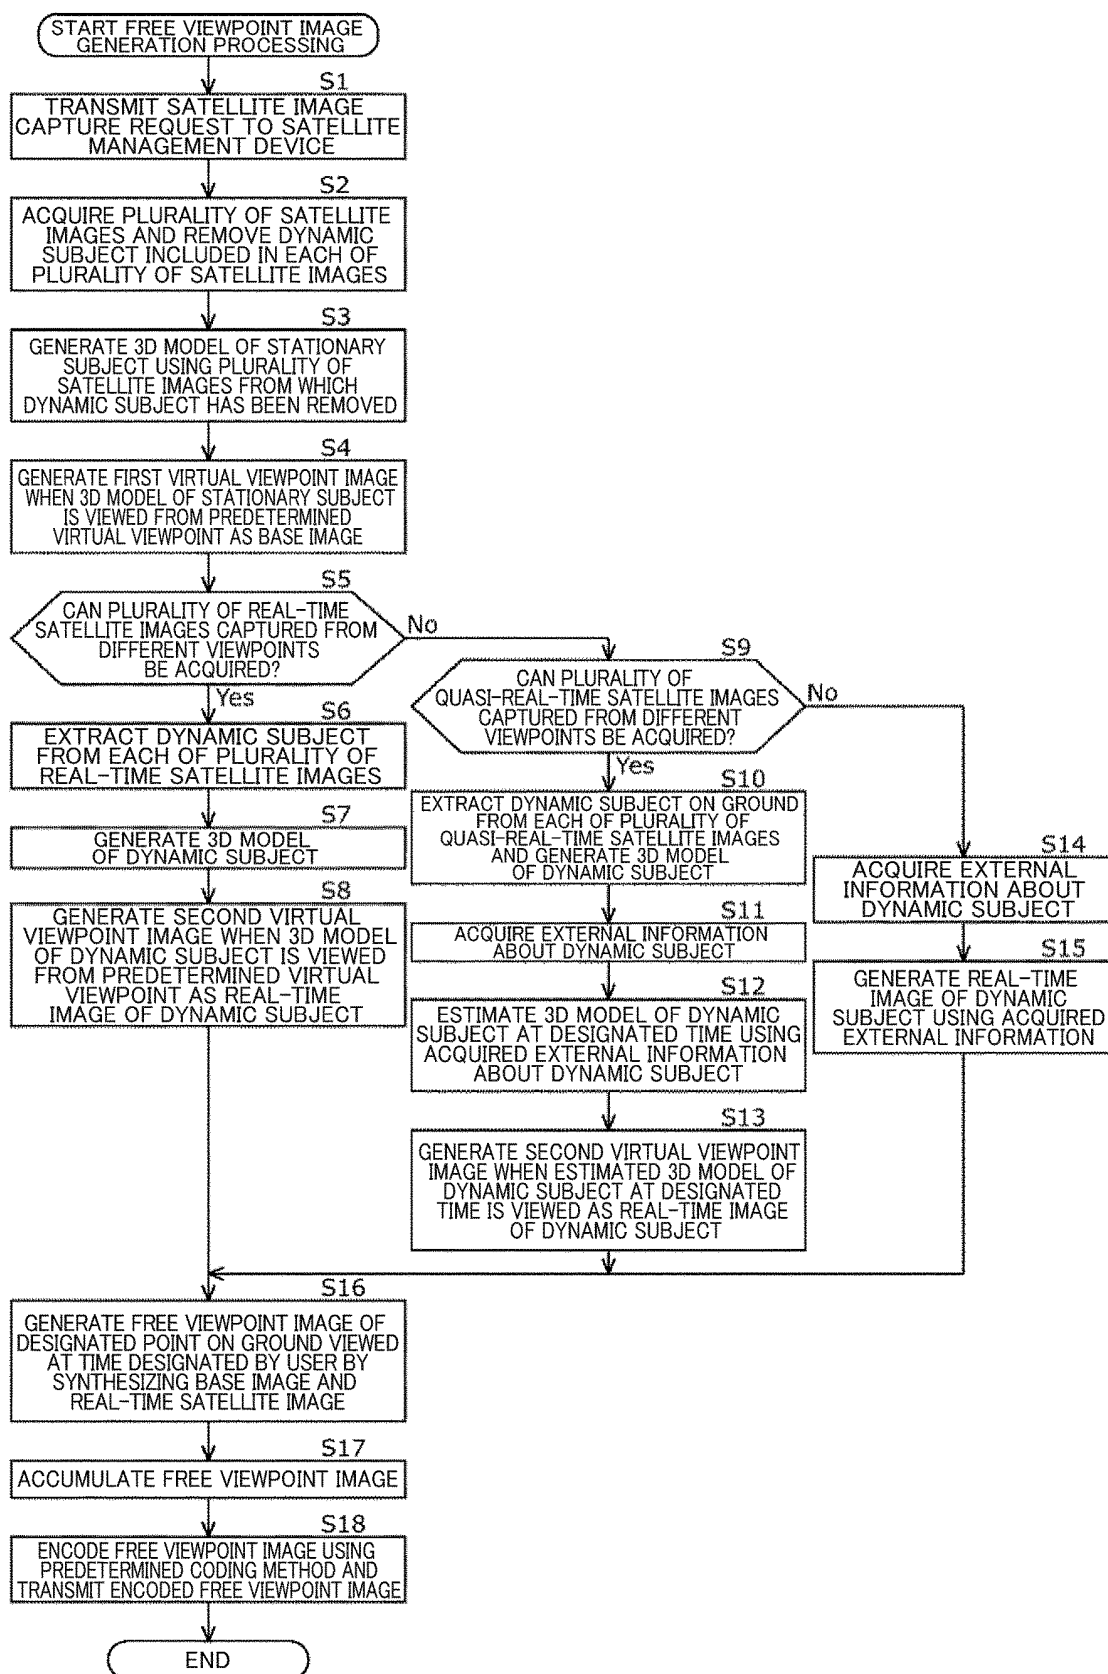 START FREE VIEWPOINT IMAGE
GENERATION PROCESSING
S1
TRANSMIT SATELLITE IMAGE
CAPTURE REQUEST TO SATELLITE
MANAGEMENT DEVICE
S2
ACQUIRE PLURALITY OF SATELLITE
IMAGES AND REMOVE DYNAMIC
SUBJECT INCLUDED IN EACH OF
PLURALITY OF SATELLITE IMAGES
S3
GENERATE 3D MODEL OF STATIONARY
SUBJECT USING PLURALITY OF
SATELLITE IMAGES FROM WHICH
DYNAMIC SUBJECT HAS BEEN REMOVED
S4
GENERATE FIRST VIRTUAL VIEWPOINT IMAGE
WHEN 3D MODEL OF STATIONARY SUBJECT
IS VIEWED FROM PREDETERMINED
VIRTUAL VIEWPOINT AS BASE IMAGE
S5
CAN PLURALITY OF REAL-TIME
SATELLITE IMAGES CAPTURED FROM
DIFFERENT VIEWPOINTS
BE ACQUIRED?
No
Yes
S6
EXTRACT DYNAMIC SUBJECT
FROM EACH OF PLURALITY OF
REAL-TIME SATELLITE IMAGES
S7
GENERATE 3D MODEL
OF DYNAMIC SUBJECT
S8
GENERATE SECOND VIRTUAL
VIEWPOINT IMAGE WHEN 3D MODEL
OF DYNAMIC SUBJECT IS VIEWED
FROM PREDETERMINED VIRTUAL
VIEWPOINT AS REAL-TIME
IMAGE OF DYNAMIC SUBJECT
S9
CAN PLURALITY OF
QUASI-REAL-TIME SATELLITE IMAGES
CAPTURED FROM DIFFERENT
VIEWPOINTS BE ACQUIRED?
No
Yes
S10
EXTRACT DYNAMIC SUBJECT ON GROUND
FROM EACH OF PLURALITY OF
QUASI-REAL-TIME SATELLITE IMAGES
AND GENERATE 3D MODEL
OF DYNAMIC SUBJECT
S11
ACQUIRE EXTERNAL INFORMATION
ABOUT DYNAMIC SUBJECT
S12
ESTIMATE 3D MODEL OF DYNAMIC
SUBJECT AT DESIGNATED TIME USING
ACQUIRED EXTERNAL INFORMATION
ABOUT DYNAMIC SUBJECT
S13
GENERATE SECOND VIRTUAL VIEWPOINT
IMAGE WHEN ESTIMATED 3D MODEL OF
DYNAMIC SUBJECT AT DESIGNATED
TIME IS VIEWED AS REAL-TIME IMAGE
OF DYNAMIC SUBJECT
S14
ACQUIRE EXTERNAL
INFORMATION ABOUT
DYNAMIC SUBJECT
S15
GENERATE REAL-TIME
IMAGE OF DYNAMIC
SUBJECT USING ACQUIRED
EXTERNAL INFORMATION
S16
GENERATE FREE VIEWPOINT IMAGE OF
DESIGNATED POINT ON GROUND VIEWED
AT TIME DESIGNATED BY USER BY
SYNTHESIZING BASE IMAGE AND
REAL-TIME SATELLITE IMAGE
S17
ACCUMULATE FREE VIEWPOINT IMAGE
S18
ENCODE FREE VIEWPOINT IMAGE USING
PREDETERMINED CODING METHOD AND
TRANSMIT ENCODED FREE VIEWPOINT IMAGE
END